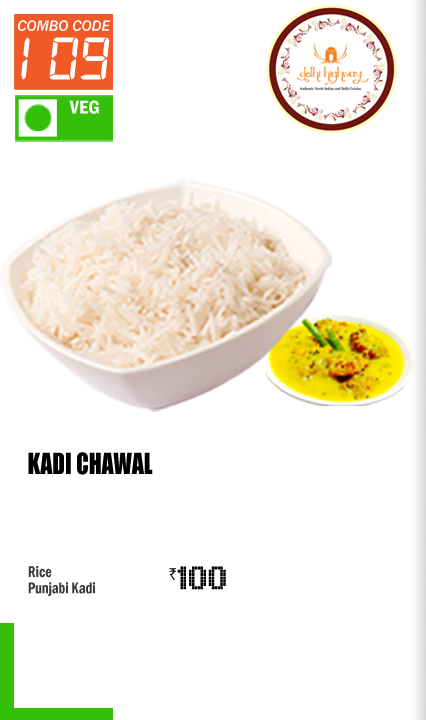 COMBO CODE
109
VEG
delhi highway
Authentic North Indian and Delhi Cuisine
KADI CHAWAL
Rice
Punjabi Kadi
₹100